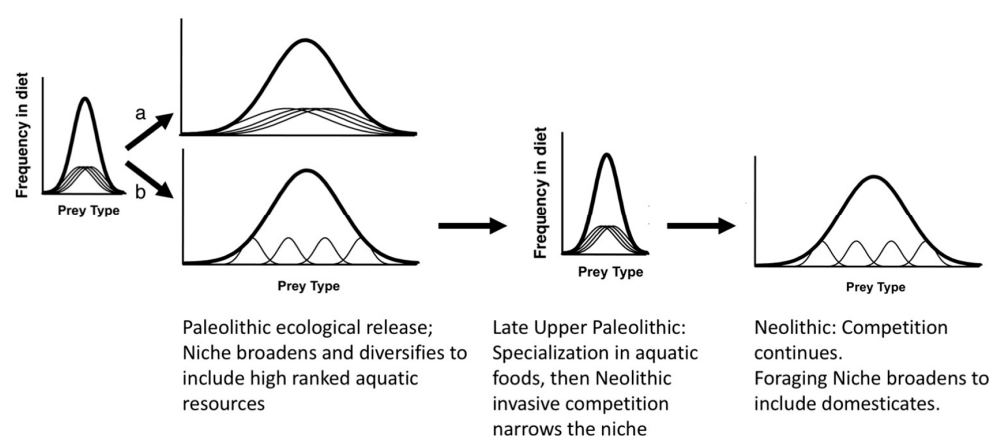 Frequency in diet
Prey Type
a
b
Prey Type
Frequency in diet
Prey Type
Prey Type
Paleolithic ecological release;
Niche broadens and diversifies to
include high ranked aquatic
resources
Late Upper Paleolithic:
Specialization in aquatic
foods, then Neolithic
invasive competition
narrows the niche
Neolithic: Competition
continues.
Foraging Niche broadens to
include domesticates.